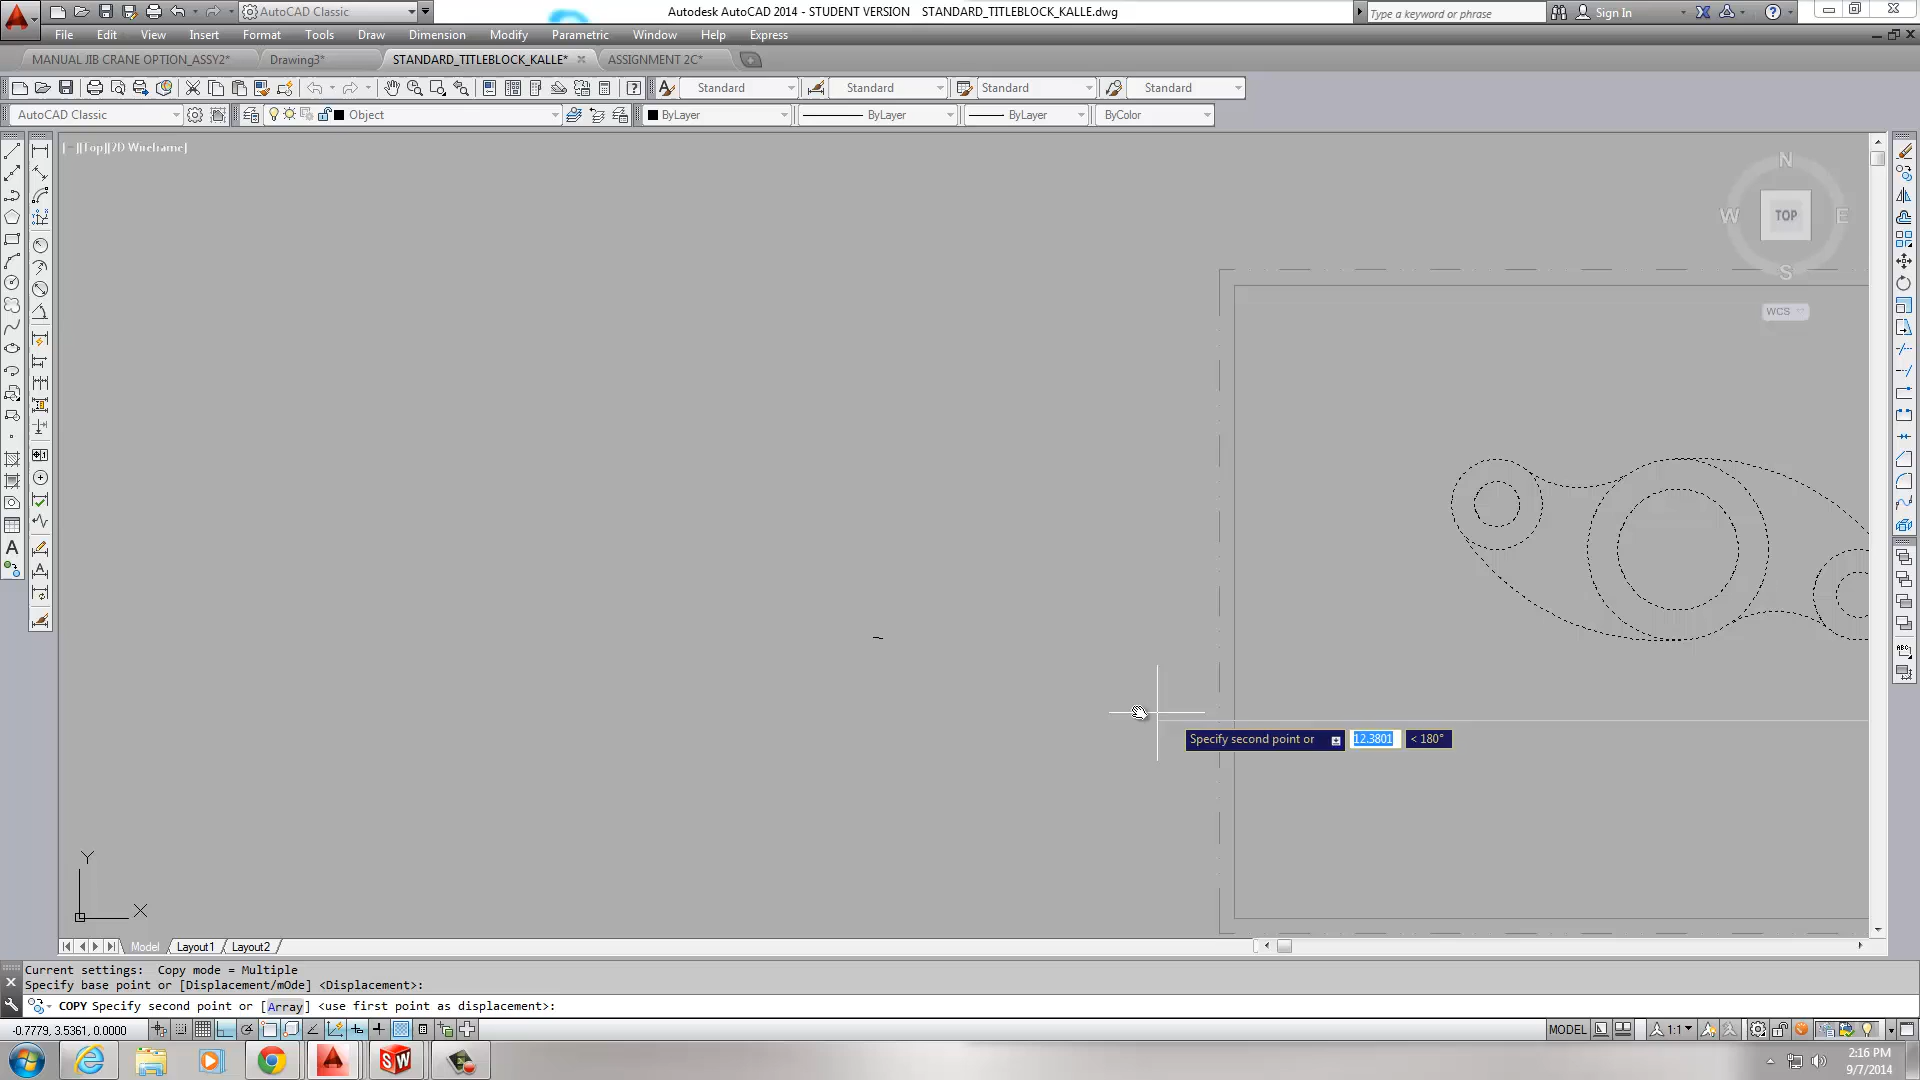 AutoCAD Classic
Autodesk AutoCAD 2014 - STUDENT VERSION STANDARD_TITLEBLOCK_KALLE.dwg
Type a keyword or phrase
Sign In
File Edit View Insert Format Tools Draw Dimension Modify Parametric Window Help Express
MANUAL JIB CRANE OPTION_ASSY2* Drawing3* STANDARD_TITLEBLOCK_KALLE* ASSIGNMENT 2C*
Standard Standard Standard Standard
AutoCAD Classic Object ByLayer ByLayer ByLayer ByColor
[-][Top][2D Wireframe]
N
W TOP E
S
WCS
Specify second point or 12.3801 < 180°
Y
X
Model Layout1 Layout2
Current settings: Copy mode = Multiple
Specify base point or [Displacement/mOde] <Displacement>:
COPY Specify second point or [Array] <use first point as displacement>:
-0.7779, 3.5361, 0.0000 MODEL 1:1
2:16 PM
9/7/2014